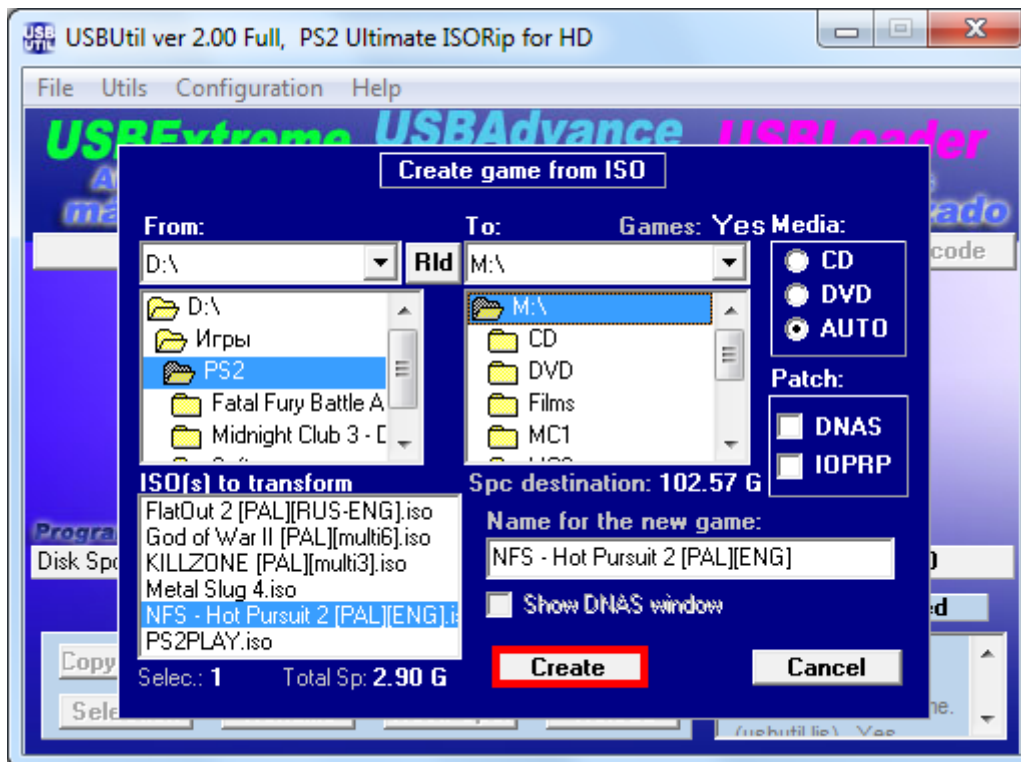 USBUtil ver 2.00 Full, PS2 Ultimate ISORip for HD
File Utils Configuration Help
USBExtreme USBAdvance USBLoader
Create game from ISO
From: To: Games: Yes Media:
D:\ Rld M:\
CD
DVD
AUTO
D:\
Игры
PS2
Fatal Fury Battle A
Midnight Club 3 - D
M:\
CD
DVD
Films
MC1
Patch:
DNAS
IOPRP
ISO(s) to transform
Spc destination: 102.57 G
FlatOut 2 [PAL][RUS-ENG].iso
God of War II [PAL][multi6].iso
KILLZONE [PAL][multi3].iso
Metal Slug 4.iso
NFS - Hot Pursuit 2 [PAL][ENG].i
PS2PLAY.iso
Name for the new game:
NFS - Hot Pursuit 2 [PAL][ENG]
Show DNAS window
Selec.: 1 Total Sp: 2.90 G
Create Cancel
Progra
Disk Spc
Copy
Sele
(usbutil.lis) Yes